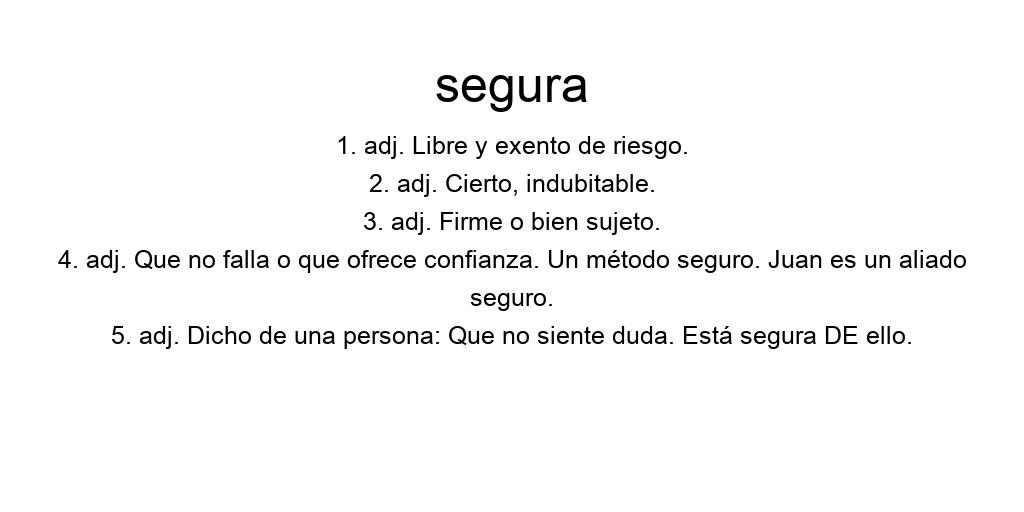 segura
1. adj. Libre y exento de riesgo.
2. adj. Cierto, indubitable.
3. adj. Firme o bien sujeto.
4. adj. Que no falla o que ofrece confianza. Un método seguro. Juan es un aliado
seguro.
5. adj. Dicho de una persona: Que no siente duda. Está segura DE ello.